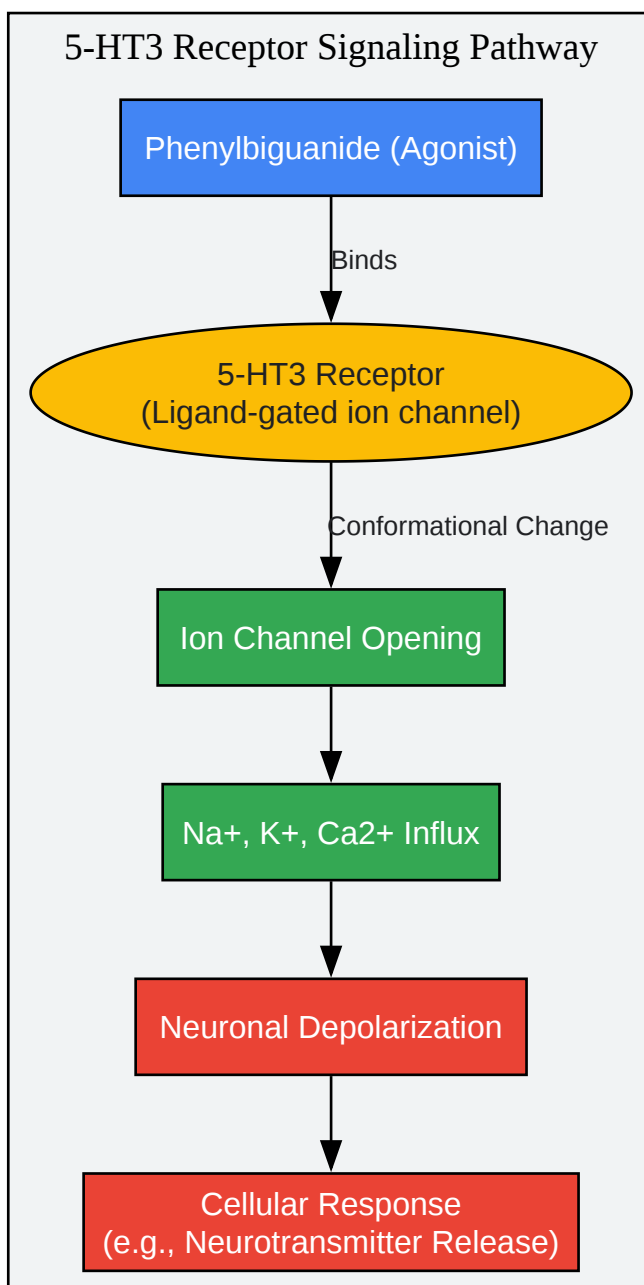 5-HT3 Receptor Signaling Pathway
Phenylbiguanide (Agonist)
Binds
5-HT3 Receptor
(Ligand-gated ion channel)
Conformational Change
Ion Channel Opening
Na+, K+, Ca2+ Influx
Neuronal Depolarization
Cellular Response
(e.g., Neurotransmitter Release)